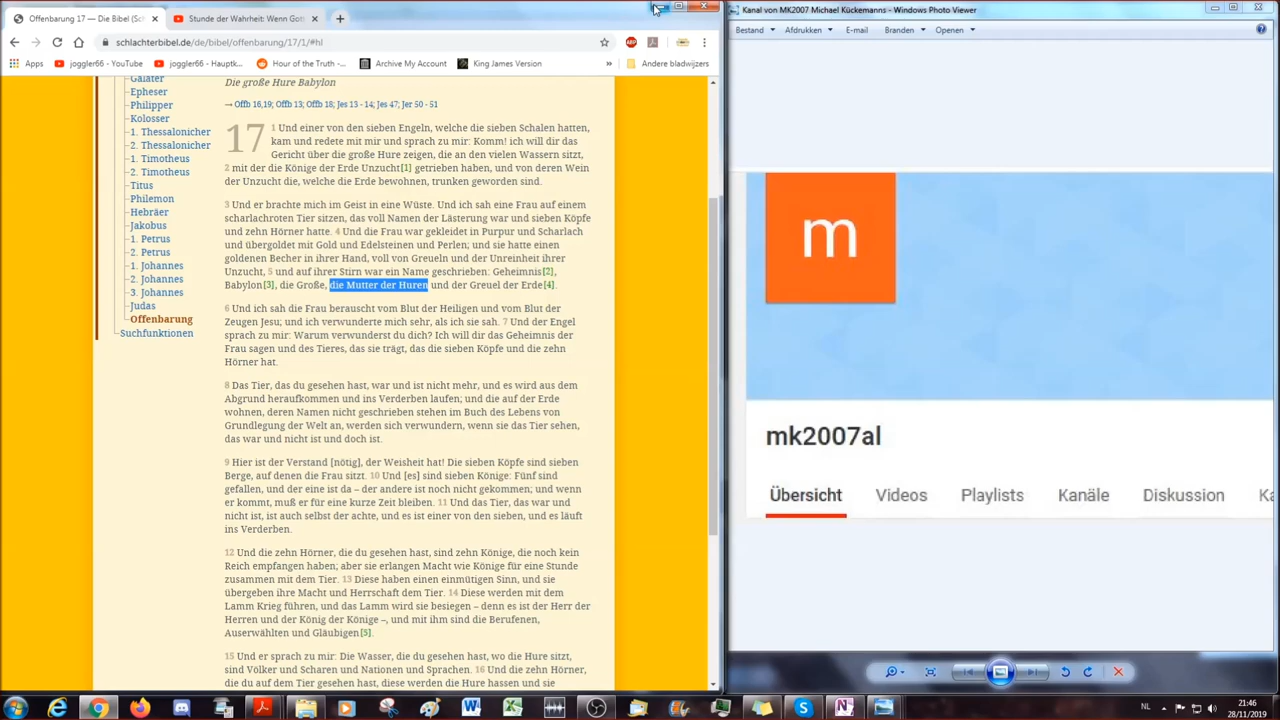 Offenbarung 17 — Die Bibel (Sch
Stunde der Wahrheit: Wenn Gott
schlachterbibel.de/de/bibel/offenbarung/17/1/#hl
Apps
joggler66 - YouTube
joggler66 - Hauptk...
Hour of the Truth - ...
Archive My Account
King James Version
»
Andere bladwijzers
Galater
Epheser
Philipper
Kolosser
1. Thessalonicher
2. Thessalonicher
1. Timotheus
2. Timotheus
Titus
Philemon
Hebräer
Jakobus
1. Petrus
2. Petrus
1. Johannes
2. Johannes
3. Johannes
Judas
Offenbarung
Suchfunktionen
Die große Hure Babylon
→ Offb 16,19; Offb 13; Offb 18; Jes 13 - 14; Jes 47; Jer 50 - 51
17 1 Und einer von den sieben Engeln, welche die sieben Schalen hatten,
kam und redete mit mir und sprach zu mir: Komm! ich will dir das
Gericht über die große Hure zeigen, die an den vielen Wassern sitzt,
2 mit der die Könige der Erde Unzucht[1] getrieben haben, und von deren Wein
der Unzucht die, welche die Erde bewohnen, trunken geworden sind.
3 Und er brachte mich im Geist in eine Wüste. Und ich sah eine Frau auf einem
scharlachroten Tier sitzen, das voll Namen der Lästerung war und sieben Köpfe
und zehn Hörner hatte. 4 Und die Frau war gekleidet in Purpur und Scharlach
und übergoldet mit Gold und Edelsteinen und Perlen; und sie hatte einen
goldenen Becher in ihrer Hand, voll von Greueln und der Unreinheit ihrer
Unzucht, 5 und auf ihrer Stirn war ein Name geschrieben: Geheimnis[2],
Babylon[3], die Große, die Mutter der Huren und der Greuel der Erde[4].
6 Und ich sah die Frau berauscht vom Blut der Heiligen und vom Blut der
Zeugen Jesu; und ich verwunderte mich sehr, als ich sie sah. 7 Und der Engel
sprach zu mir: Warum verwunderst du dich? Ich will dir das Geheimnis der
Frau sagen und des Tieres, das sie trägt, das die sieben Köpfe und die zehn
Hörner hat.
8 Das Tier, das du gesehen hast, war und ist nicht mehr, und es wird aus dem
Abgrund heraufkommen und ins Verderben laufen; und die auf der Erde
wohnen, deren Namen nicht geschrieben stehen im Buch des Lebens von
Grundlegung der Welt an, werden sich verwundern, wenn sie das Tier sehen,
das war und nicht ist und doch ist.
9 Hier ist der Verstand [nötig], der Weisheit hat! Die sieben Köpfe sind sieben
Berge, auf denen die Frau sitzt. 10 Und [es] sind sieben Könige: Fünf sind
gefallen, und der eine ist da – der andere ist noch nicht gekommen; und wenn
er kommt, muß er für eine kurze Zeit bleiben. 11 Und das Tier, das war und
nicht ist, ist auch selbst der achte, und es ist einer von den sieben, und es läuft
ins Verderben.
12 Und die zehn Hörner, die du gesehen hast, sind zehn Könige, die noch kein
Reich empfangen haben; aber sie erlangen Macht wie Könige für eine Stunde
zusammen mit dem Tier. 13 Diese haben einen einmütigen Sinn, und sie
übergeben ihre Macht und Herrschaft dem Tier. 14 Diese werden mit dem
Lamm Krieg führen, und das Lamm wird sie besiegen – denn es ist der Herr der
Herren und der König der Könige –, und mit ihm sind die Berufenen,
Auserwählten und Gläubigen[5].
15 Und er sprach zu mir: Die Wasser, die du gesehen hast, wo die Hure sitzt,
sind Völker und Scharen und Nationen und Sprachen. 16 Und die zehn Hörner,
die du auf dem Tier gesehen hast, diese werden die Hure hassen und sie
Kanal von MK2007 Michael Kückemanns - Windows Photo Viewer
Bestand
Afdrukken
E-mail
Branden
Openen
m
mk2007al
Übersicht
Videos
Playlists
Kanäle
Diskussion
Ka
NL
21:46
28/11/2019